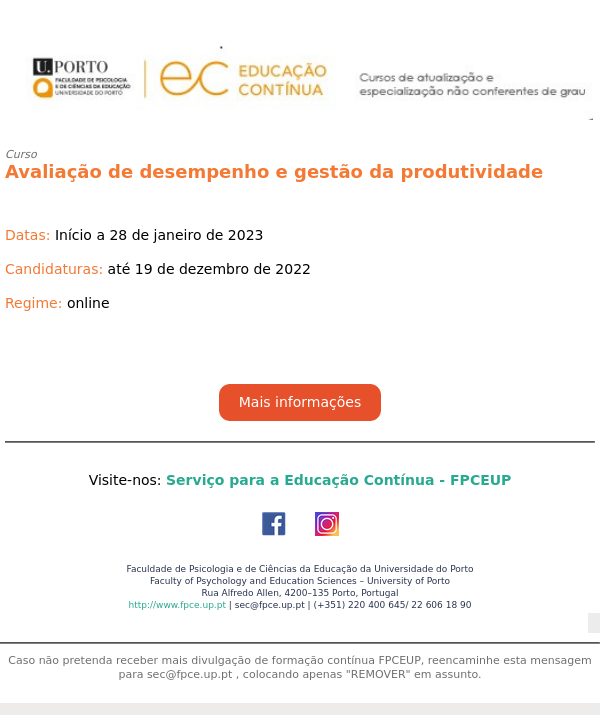 U.PORTO
FACULDADE DE PSICOLOGIA
E DE CIÊNCIAS DA EDUCAÇÃO
UNIVERSIDADE DO PORTO
ec EDUCAÇÃO
CONTÍNUA
Cursos de atualização e
especialização não conferentes de grau
Curso
Avaliação de desempenho e gestão da produtividade
Datas: Início a 28 de janeiro de 2023
Candidaturas: até 19 de dezembro de 2022
Regime: online
Mais informações
Visite-nos: Serviço para a Educação Contínua - FPCEUP
Faculdade de Psicologia e de Ciências da Educação da Universidade do Porto
Faculty of Psychology and Education Sciences – University of Porto
Rua Alfredo Allen, 4200–135 Porto, Portugal
http://www.fpce.up.pt | sec@fpce.up.pt | (+351) 220 400 645/ 22 606 18 90
Caso não pretenda receber mais divulgação de formação contínua FPCEUP, reencaminhe esta mensagem
para sec@fpce.up.pt , colocando apenas "REMOVER" em assunto.